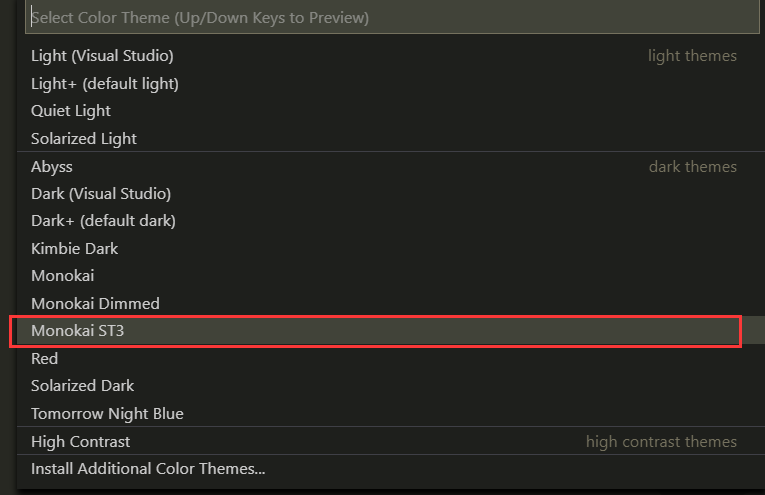 Select Color Theme (Up/Down Keys to Preview)
Light (Visual Studio) light themes
Light+ (default light)
Quiet Light
Solarized Light
Abyss dark themes
Dark (Visual Studio)
Dark+ (default dark)
Kimbie Dark
Monokai
Monokai Dimmed
Monokai ST3
Red
Solarized Dark
Tomorrow Night Blue
High Contrast high contrast themes
Install Additional Color Themes...